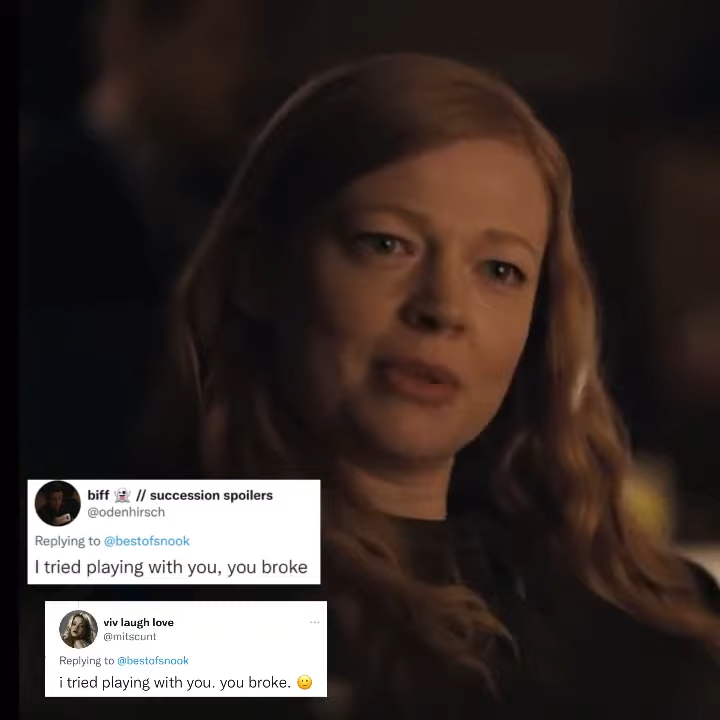 biff 👻 // succession spoilers
@odenhirsch
Replying to @bestofsnook
I tried playing with you, you broke
viv laugh love
@mitscunt
Replying to @bestofsnook
i tried playing with you. you broke. 🙂